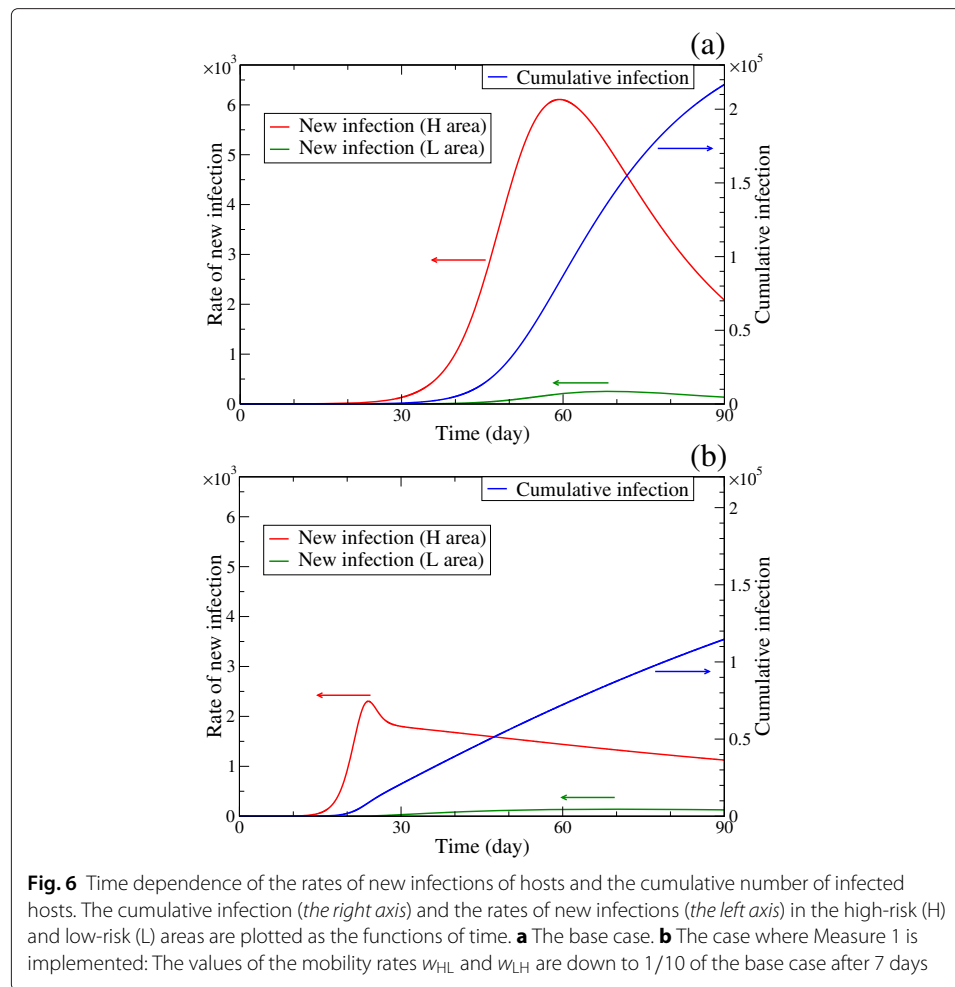 (a)
×10³
×10⁵
Cumulative infection
New infection (H area)
New infection (L area)
6
5
4
3
2
1
0
2
1.5
1
0.5
0
Rate of new infection
Cumulative infection
0 30 60 90
Time (day)
(b)
×10³
×10⁵
Cumulative infection
New infection (H area)
New infection (L area)
6
5
4
3
2
1
0
2
1.5
1
0.5
0
Rate of new infection
Cumulative infection
0 30 60 90
Time (day)
Fig. 6 Time dependence of the rates of new infections of hosts and the cumulative number of infected
hosts. The cumulative infection (the right axis) and the rates of new infections (the left axis) in the high-risk (H)
and low-risk (L) areas are plotted as the functions of time. a The base case. b The case where Measure 1 is
implemented: The values of the mobility rates wHL and wLH are down to 1/10 of the base case after 7 days